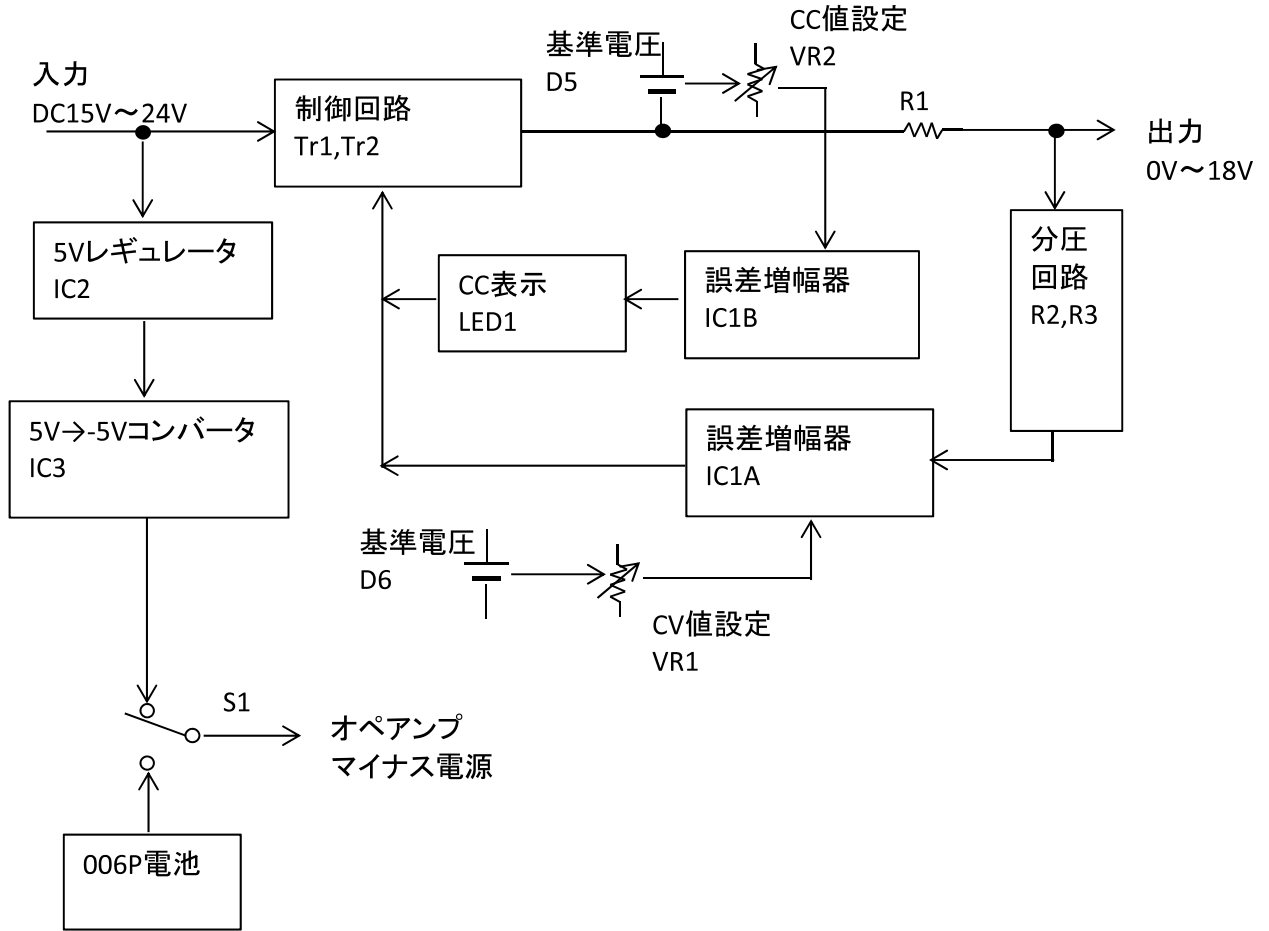 CC値設定
VR2
基準電圧
D5
入力
DC15V～24V
制御回路
Tr1,Tr2
R1
出力
0V～18V
5Vレギュレータ
IC2
CC表示
LED1
誤差増幅器
IC1B
分圧
回路
R2,R3
5V→-5Vコンバータ
IC3
誤差増幅器
IC1A
基準電圧
D6
CV値設定
VR1
S1
オペアンプ
マイナス電源
006P電池